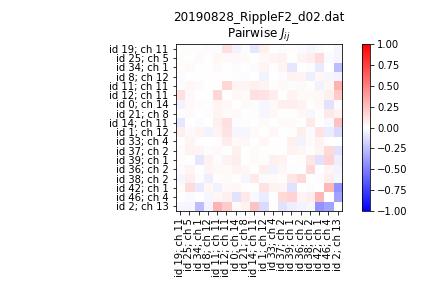 20190828_RippleF2_d02.dat
Pairwise J_ij
id 19; ch 11
id 25; ch 5
id 34; ch 1
id 8; ch 12
id 11; ch 11
id 12; ch 11
id 0; ch 14
id 21; ch 8
id 14; ch 11
id 1; ch 12
id 33; ch 4
id 37; ch 2
id 39; ch 1
id 36; ch 2
id 38; ch 2
id 42; ch 1
id 46; ch 4
id 2; ch 13
id 19; ch 11
id 25; ch 5
id 34; ch 1
id 8; ch 12
id 11; ch 11
id 12; ch 11
id 0; ch 14
id 21; ch 8
id 14; ch 11
id 1; ch 12
id 33; ch 4
id 37; ch 2
id 39; ch 1
id 36; ch 2
id 38; ch 2
id 42; ch 1
id 46; ch 4
id 2; ch 13
1.00
0.75
0.50
0.25
0.00
−0.25
−0.50
−0.75
−1.00